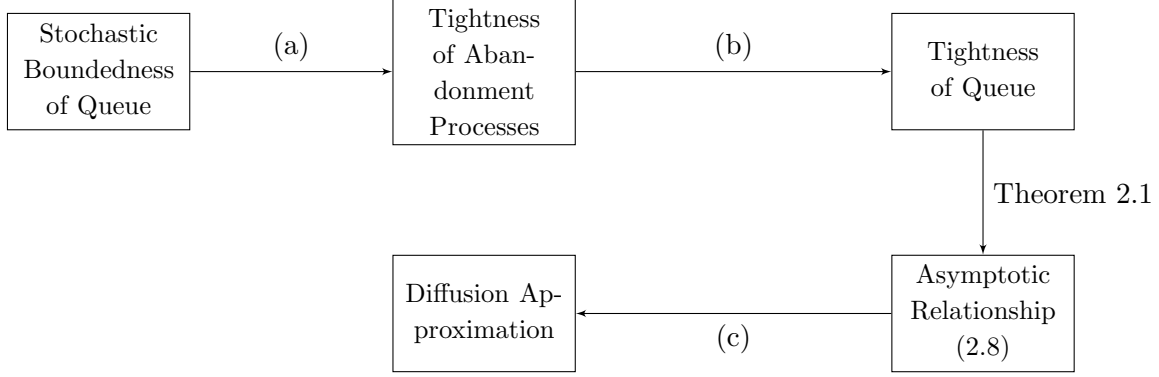 Stochastic
Boundedness
of Queue
(a)
Tightness
of Aban-
donment
Processes
(b)
Tightness
of Queue
Theorem 2.1
Asymptotic
Relationship
(2.8)
(c)
Diffusion Ap-
proximation